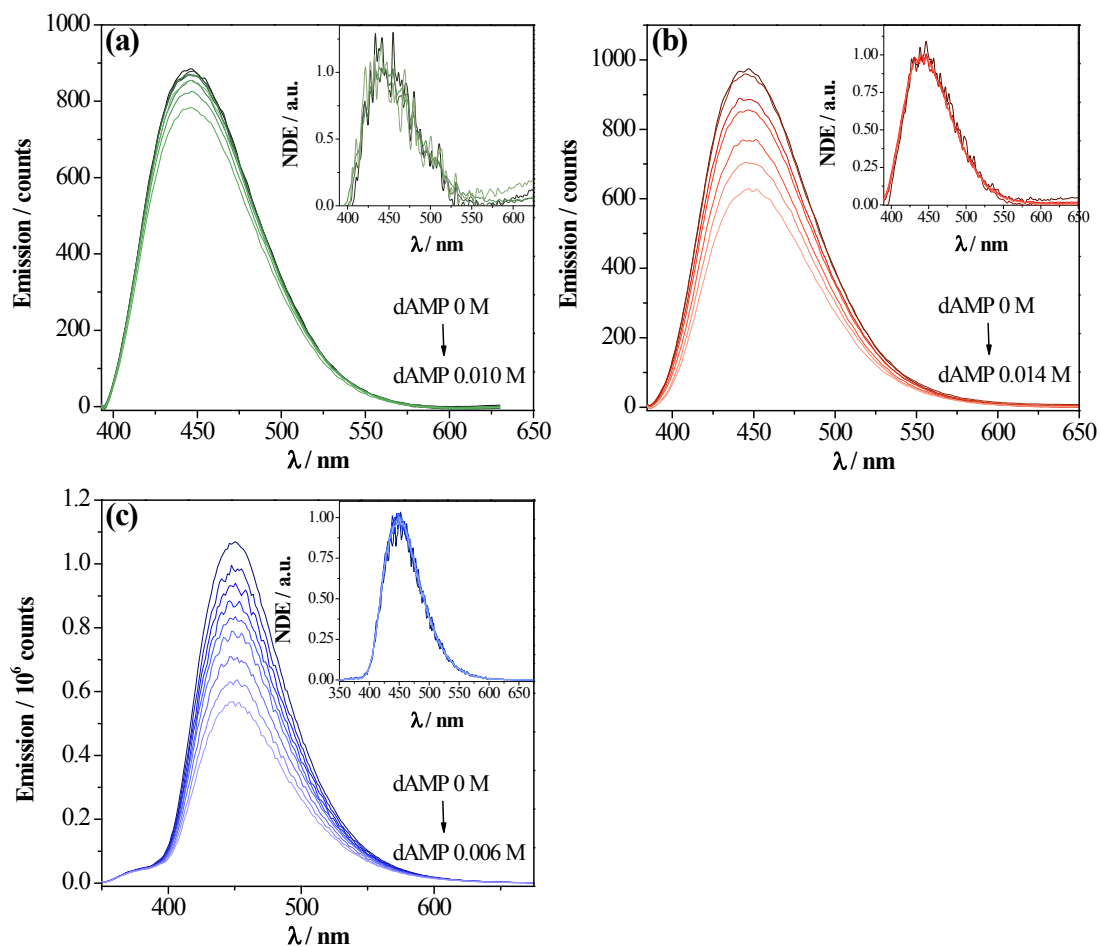 (a)
Emission / counts
1000
800
600
400
200
0
400 450 500 550 600 650
λ / nm
NDE / a.u.
1.0
0.5
0.0
400 450 500 550 600
λ / nm
dAMP 0 M
dAMP 0.010 M
(b)
Emission / counts
1000
900
800
700
600
500
400
300
200
100
0
400 450 500 550 600 650
λ / nm
NDE / a.u.
1.00
0.75
0.50
0.25
0.00
400 450 500 550 600 650
λ / nm
dAMP 0 M
dAMP 0.014 M
(c)
Emission / 10⁶ counts
1.2
1.0
0.8
0.6
0.4
0.2
0.0
400 500 600
λ / nm
NDE / a.u.
1.00
0.75
0.50
0.25
0.00
350 400 450 500 550 600 650
λ / nm
dAMP 0 M
dAMP 0.006 M